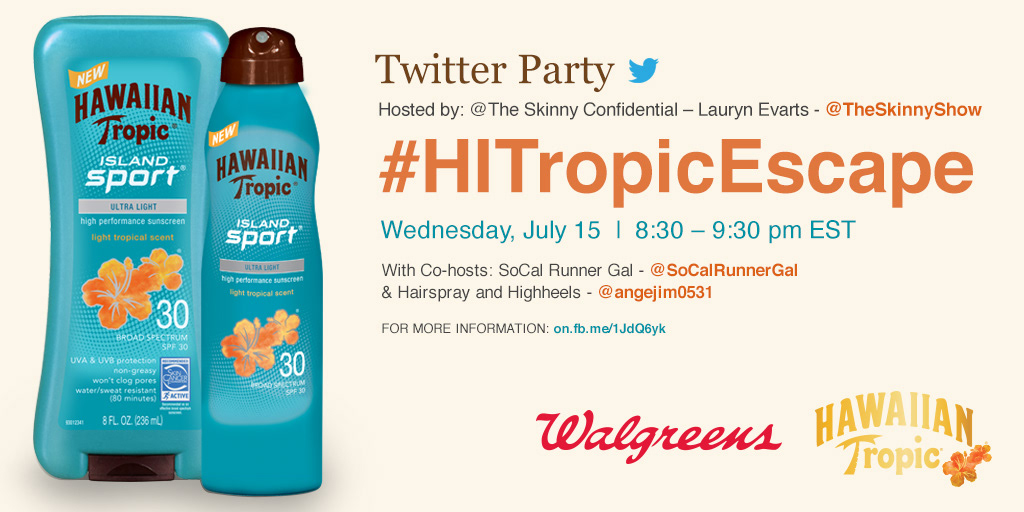 NEW
HAWAIIAN
Tropic®
ISLAND
sport®
ULTRA LIGHT
high performance sunscreen
light tropical scent
30
BROAD SPECTRUM
SPF 30
UVA & UVB protection
non-greasy
won't clog pores
water/sweat resistant
(80 minutes)
RECOMMENDED
SKIN
CANCER
FOUNDATION
ACTIVE
8 FL. OZ. (236 mL)
NEW
HAWAIIAN
Tropic®
ISLAND
sport®
ULTRA LIGHT
high performance sunscreen
light tropical scent
30
BROAD SPECTRUM
SPF 30
Twitter Party
Hosted by: @The Skinny Confidential – Lauryn Evarts - @TheSkinnyShow
#HITropicEscape
Wednesday, July 15 | 8:30 – 9:30 pm EST
With Co-hosts: SoCal Runner Gal - @SoCalRunnerGal
& Hairspray and Highheels - @angejim0531
FOR MORE INFORMATION: on.fb.me/1JdQ6yk
Walgreens
HAWAIIAN
Tropic®